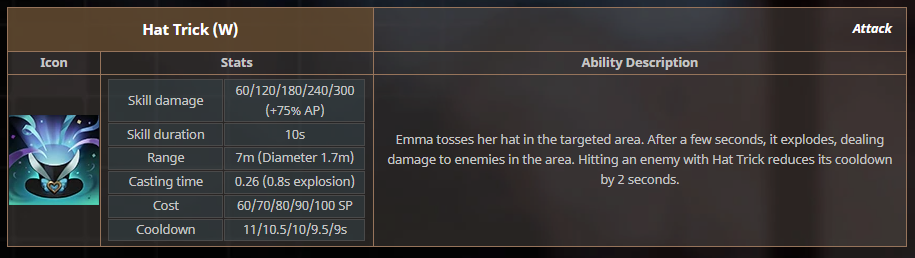 Hat Trick (W)
Attack
Icon
Stats
Ability Description
Skill damage
60/120/180/240/300
(+75% AP)
Skill duration
10s
Range
7m (Diameter 1.7m)
Casting time
0.26 (0.8s explosion)
Cost
60/70/80/90/100 SP
Cooldown
11/10.5/10/9.5/9s
Emma tosses her hat in the targeted area. After a few seconds, it explodes, dealing
damage to enemies in the area. Hitting an enemy with Hat Trick reduces its cooldown
by 2 seconds.